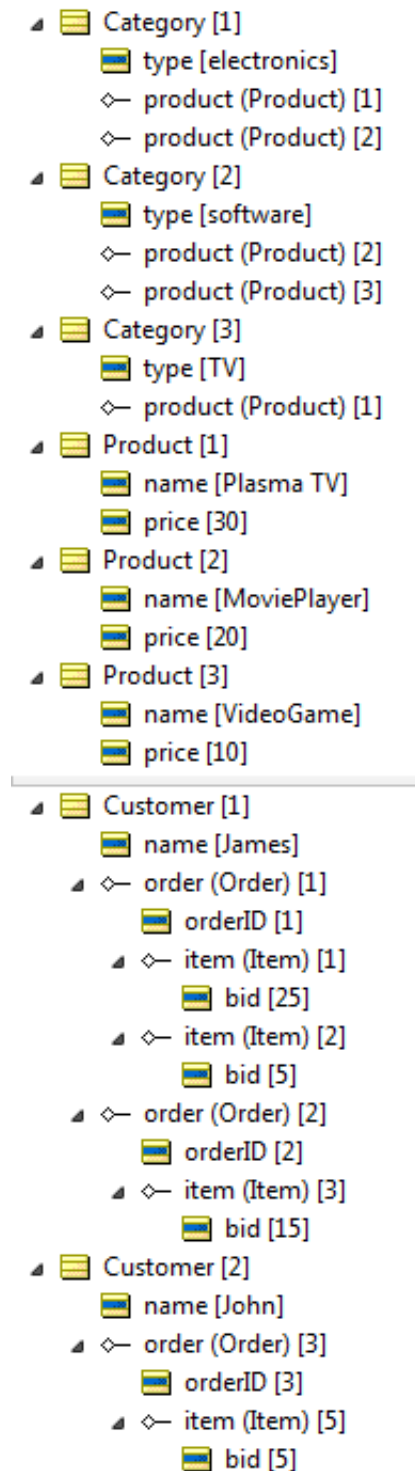 Category [1]
type [electronics]
product (Product) [1]
product (Product) [2]
Category [2]
type [software]
product (Product) [2]
product (Product) [3]
Category [3]
type [TV]
product (Product) [1]
Product [1]
name [Plasma TV]
price [30]
Product [2]
name [MoviePlayer]
price [20]
Product [3]
name [VideoGame]
price [10]
Customer [1]
name [James]
order (Order) [1]
orderID [1]
item (Item) [1]
bid [25]
item (Item) [2]
bid [5]
order (Order) [2]
orderID [2]
item (Item) [3]
bid [15]
Customer [2]
name [John]
order (Order) [3]
orderID [3]
item (Item) [5]
bid [5]